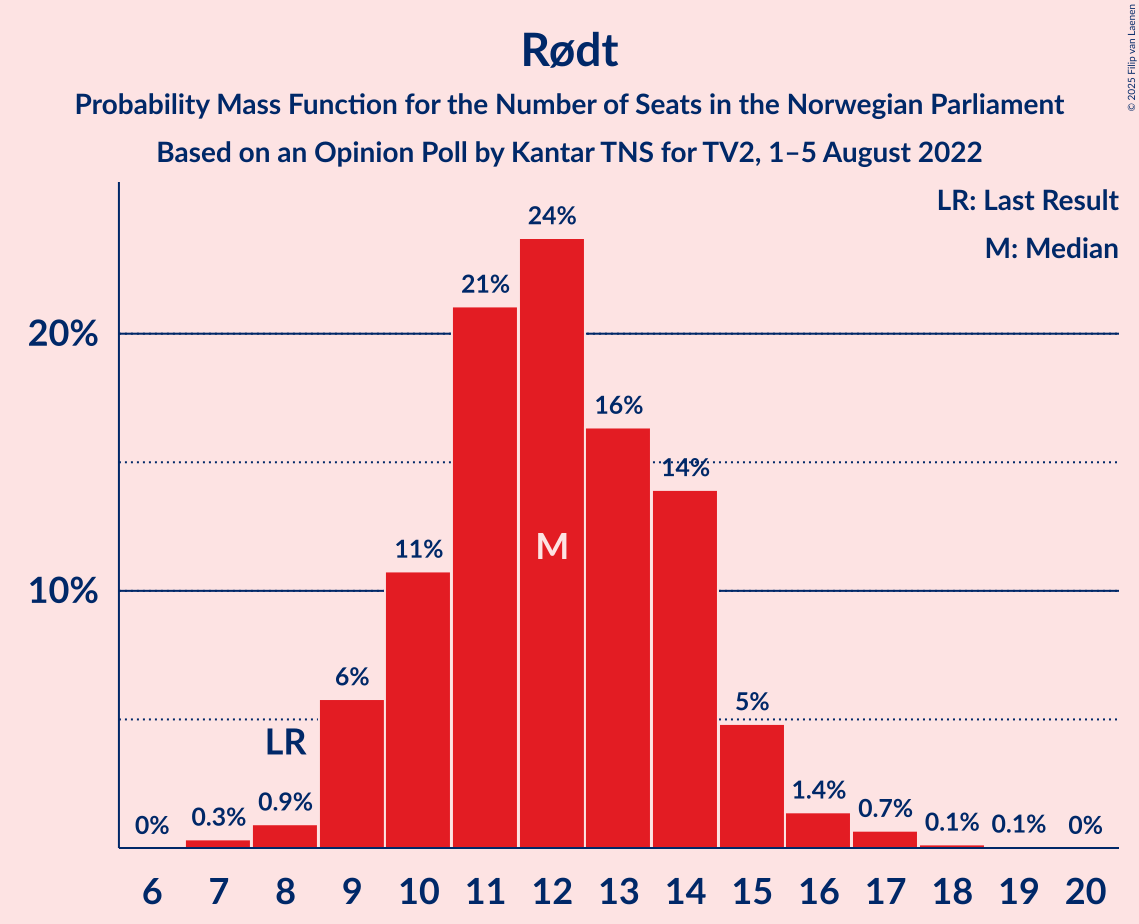 © 2025 Filip van Laenen
Rødt
Probability Mass Function for the Number of Seats in the Norwegian Parliament
Based on an Opinion Poll by Kantar TNS for TV2, 1–5 August 2022
LR: Last Result
M: Median
20%
10%
0%
0.3%
0.9%
6%
11%
21%
24%
16%
14%
5%
1.4%
0.7%
0.1%
0.1%
0%
LR
M
6 7 8 9 10 11 12 13 14 15 16 17 18 19 20